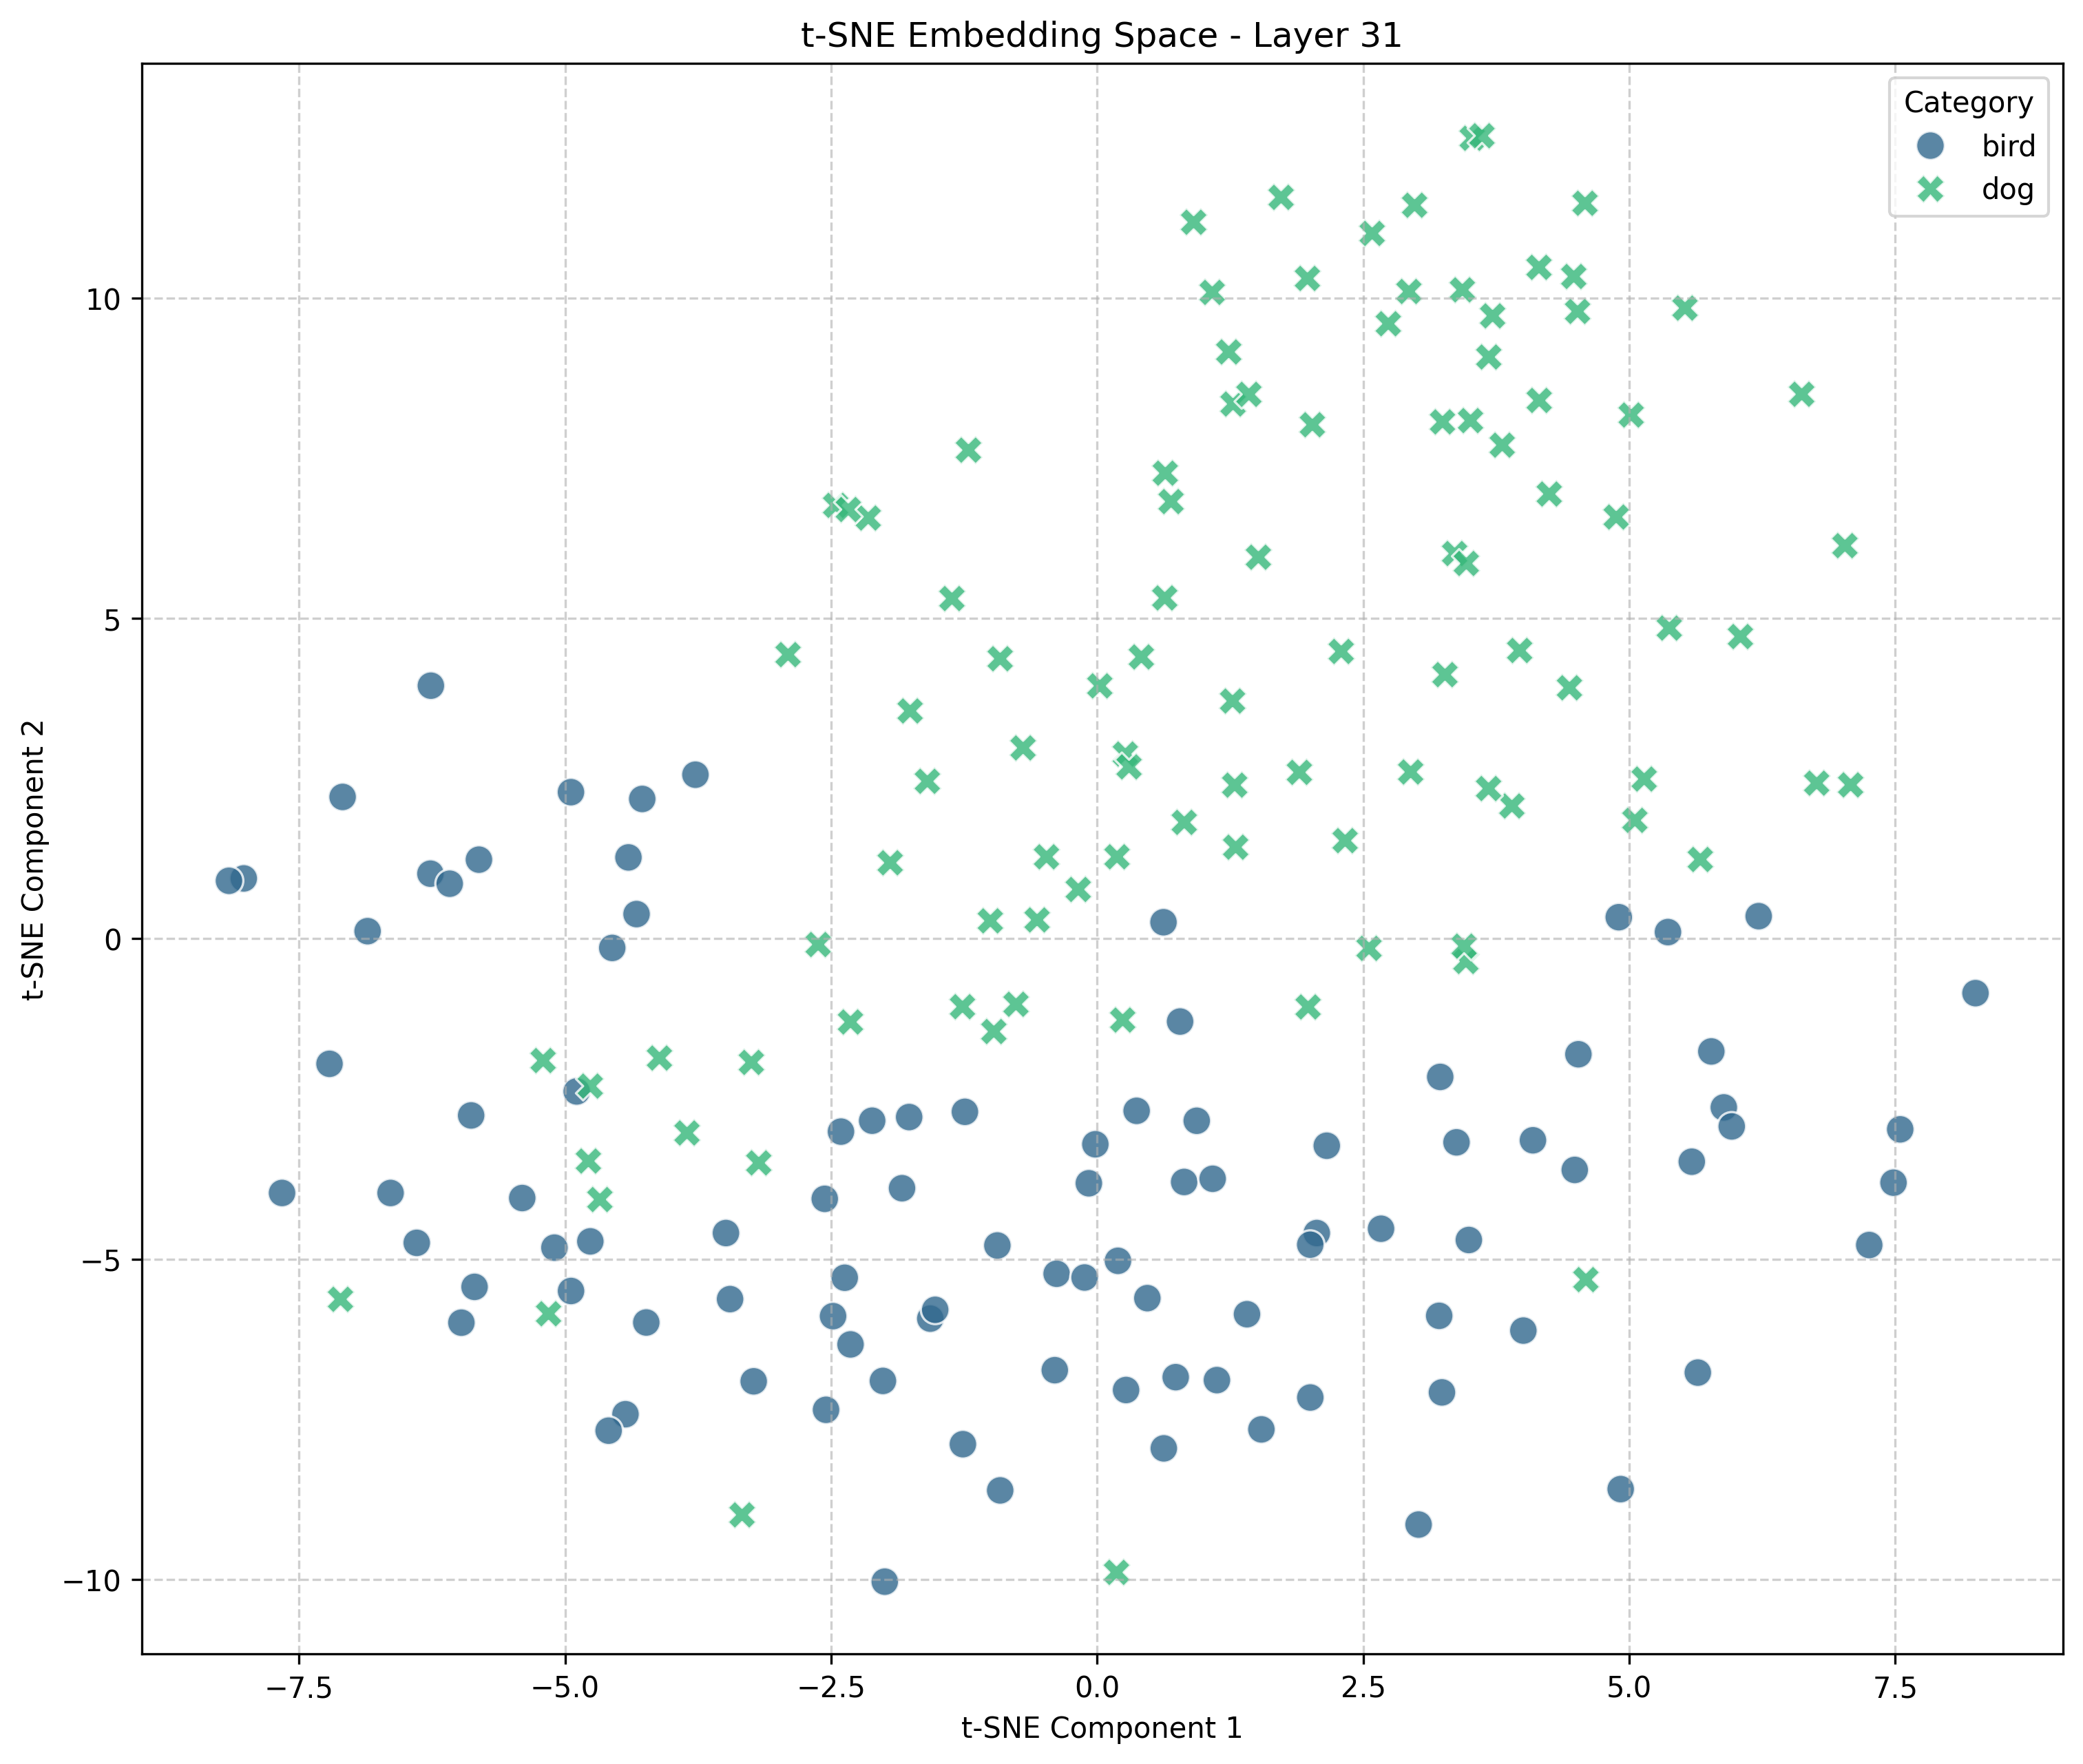 t-SNE Embedding Space - Layer 31
Category
bird
dog
10
5
0
−5
−10
t-SNE Component 2
−7.5
−5.0
−2.5
0.0
2.5
5.0
7.5
t-SNE Component 1